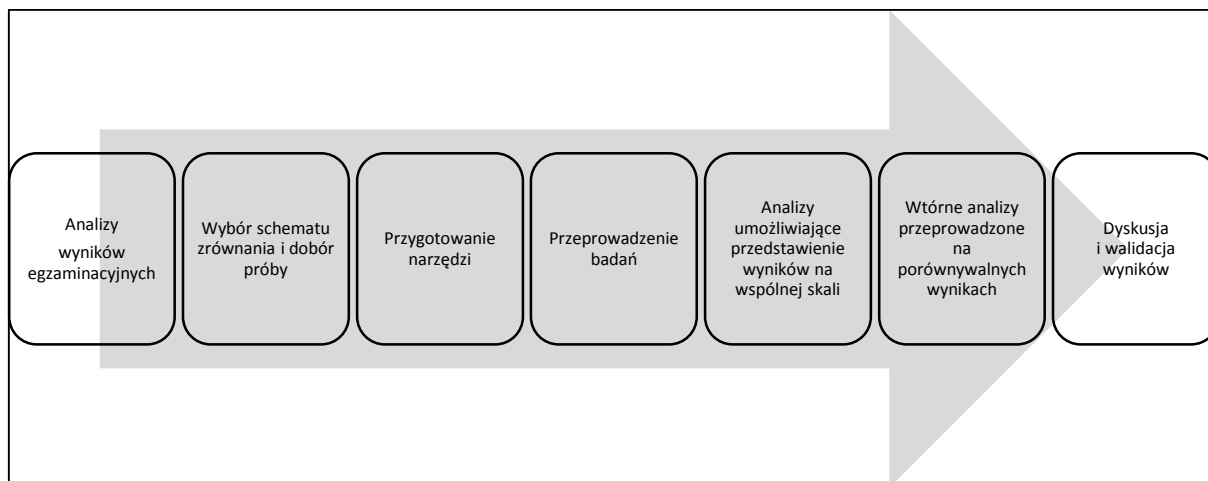 Analizy
wyników
egzaminacyjnych
Wybór schematu
zrównania i dobór
próby
Przygotowanie
narzędzi
Przeprowadzenie
badań
Analizy
umożliwiające
przedstawienie
wyników na
wspólnej skali
Wtórne analizy
przeprowadzone
na
porównywalnych
wynikach
Dyskusja
i walidacja
wyników